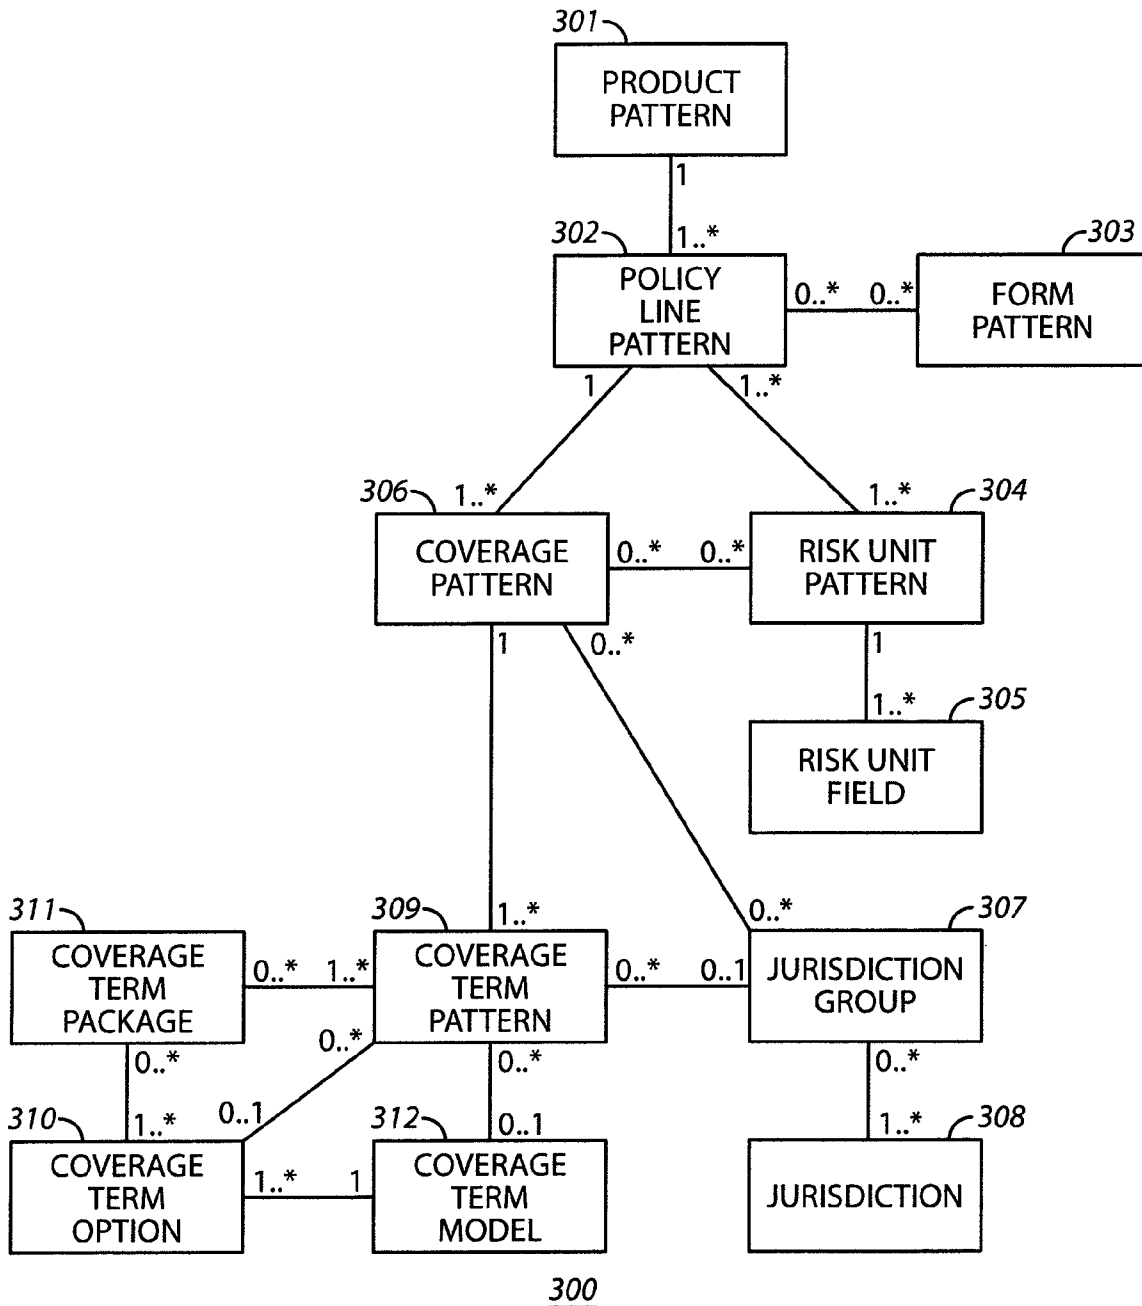 301
PRODUCT
PATTERN
1
302
1..*
303
POLICY
LINE
PATTERN
0..* 0..*
FORM
PATTERN
1
1..*
306
1..*
1..*
304
COVERAGE
PATTERN
0..* 0..*
RISK UNIT
PATTERN
1
0..*
1
1..*
305
RISK UNIT
FIELD
311
309
1..*
0..*
307
COVERAGE
TERM
PACKAGE
0..* 1..*
COVERAGE
TERM
PATTERN
0..* 0..1
JURISDICTION
GROUP
0..*
0..*
0..*
0..*
310
1..*
0..1
312
0..1
1..*
308
COVERAGE
TERM
OPTION
1..* 1
COVERAGE
TERM
MODEL
JURISDICTION
300